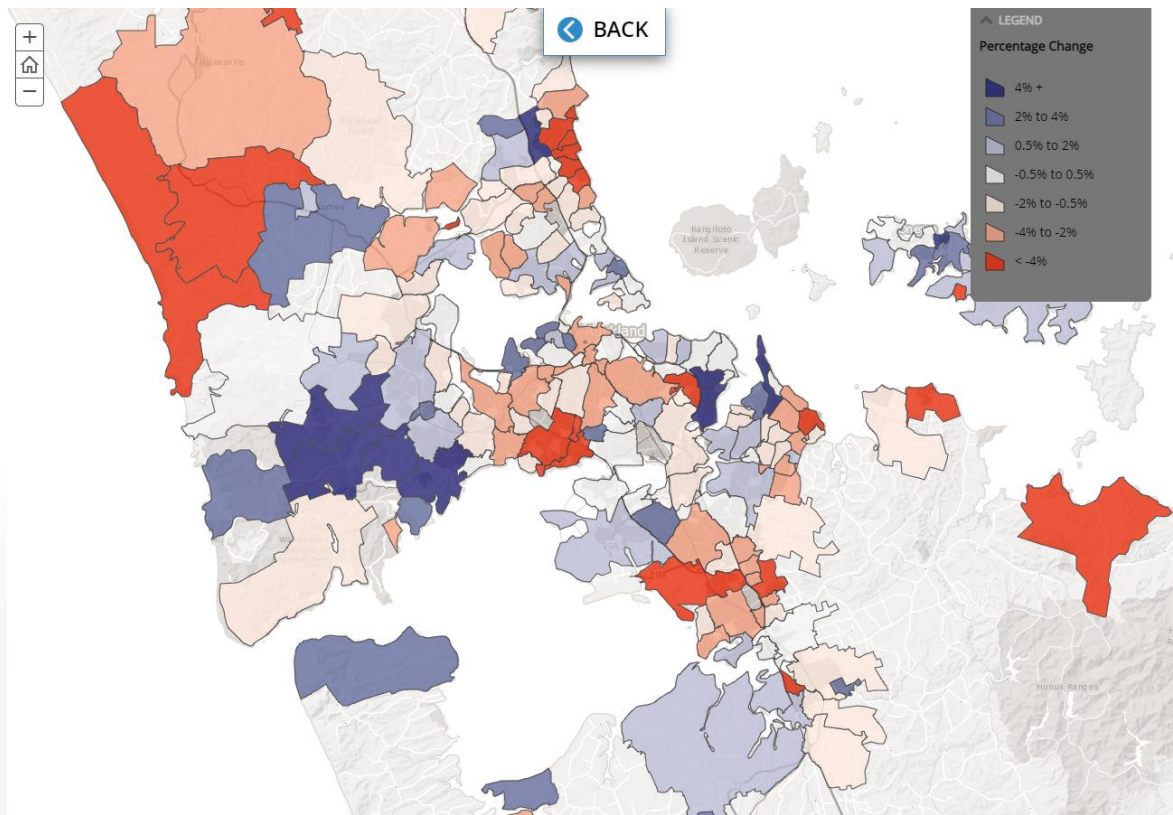 BACK
LEGEND
Percentage Change
4% +
2% to 4%
0.5% to 2%
-0.5% to 0.5%
-2% to -0.5%
-4% to -2%
< -4%
Helensville
Rangitoto
Island Scenic
Reserve
Hunua Ranges